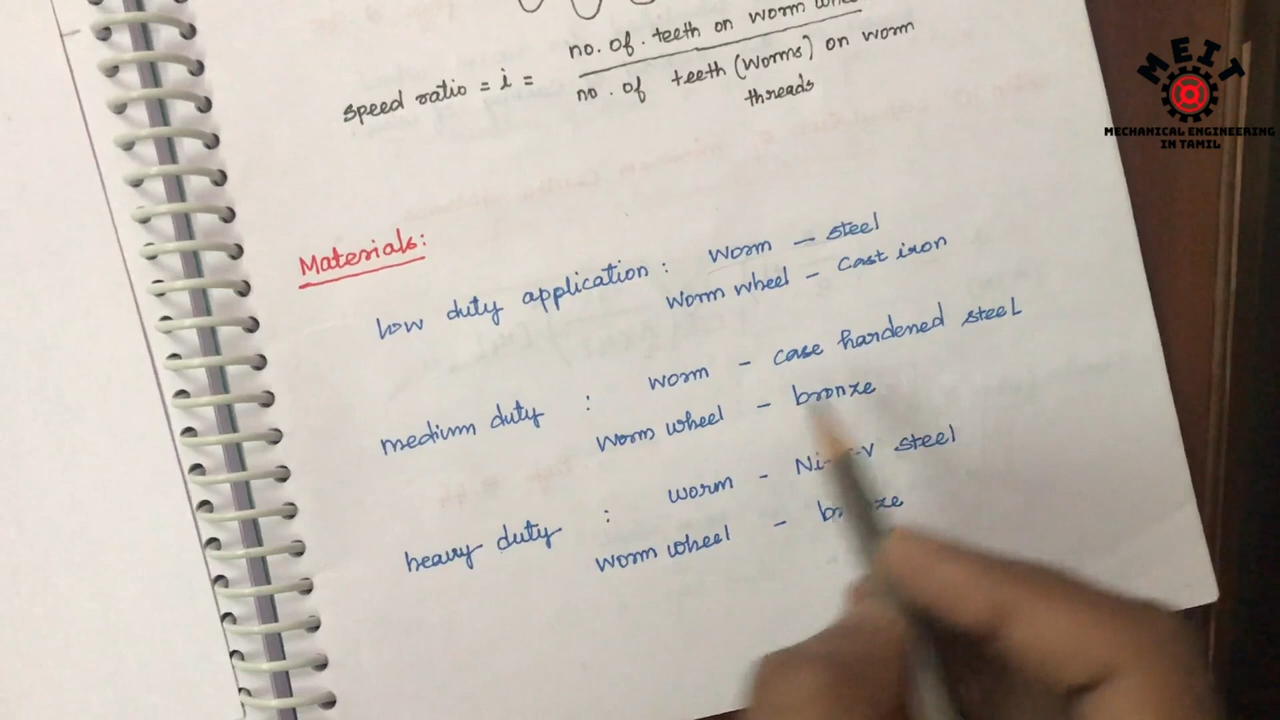 no. of. teeth on worm
speed ratio = i =
no. of teeth (worms) on worm
threads
Materials:
low duty application : worm - steel
worm wheel - cast iron
medium duty : worm - case hardened steel
worm wheel - bronze
heavy duty : worm - steel
worm wheel -
MEIT
MECHANICAL ENGINEERING
IN TAMIL